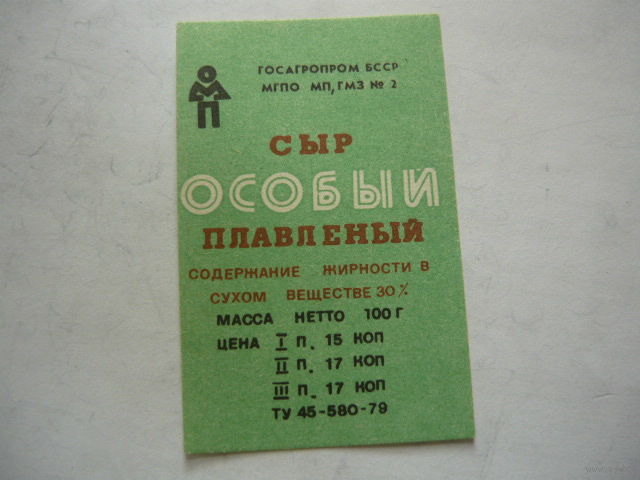 ГОСАГРОПРОМ БССР
МГПО МП, ГМЗ № 2
СЫР
ОСОБЫЙ
ПЛАВЛЕНЫЙ
СОДЕРЖАНИЕ ЖИРНОСТИ В
СУХОМ ВЕЩЕСТВЕ 30%
МАССА НЕТТО 100 Г
ЦЕНА I П. 15 КОП
II П. 17 КОП
III П. 17 КОП
ТУ 45-580-79